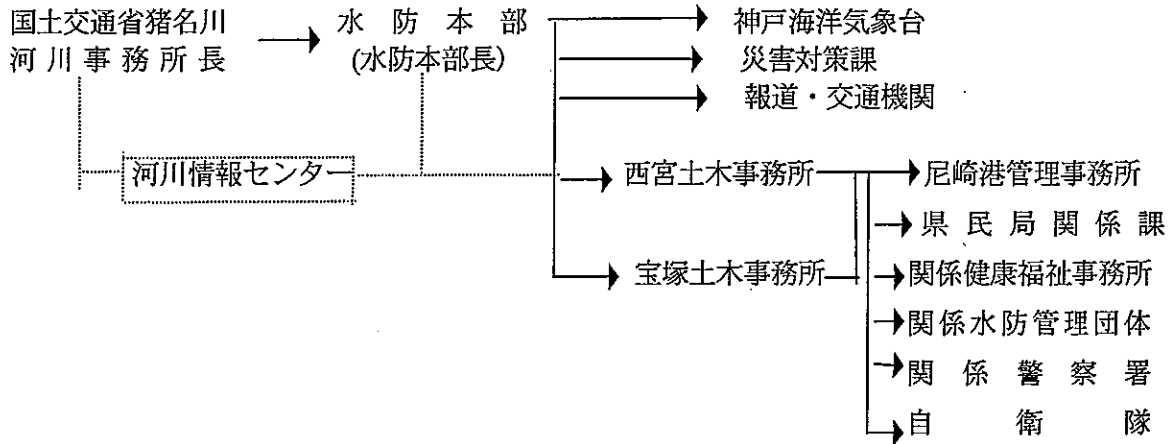 国土交通省猪名川
河川事務所長
水防本部
(水防本部長)
神戸海洋気象台
災害対策課
報道・交通機関
河川情報センター
西宮土木事務所
宝塚土木事務所
尼崎港管理事務所
県民局関係課
関係健康福祉事務所
関係水防管理団体
関係警察署
自衛隊